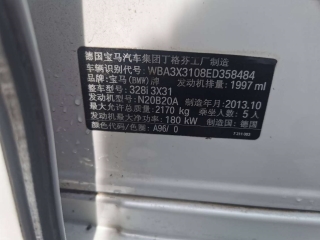 德国宝马汽车集团丁格芬工厂制造
车辆识别代号:WBA3X3108ED358484
品牌:宝马(BMW)牌 发动机排量:1997 ml
整车型号:328i 3X31
发动机型号:N20B20A 制造年月:2013.10
最大允许总质量:2170 kg 乘坐人数:5人
发动机最大净功率:180 kW 制造国:德国
颜色代码/色漆:A96/ 0